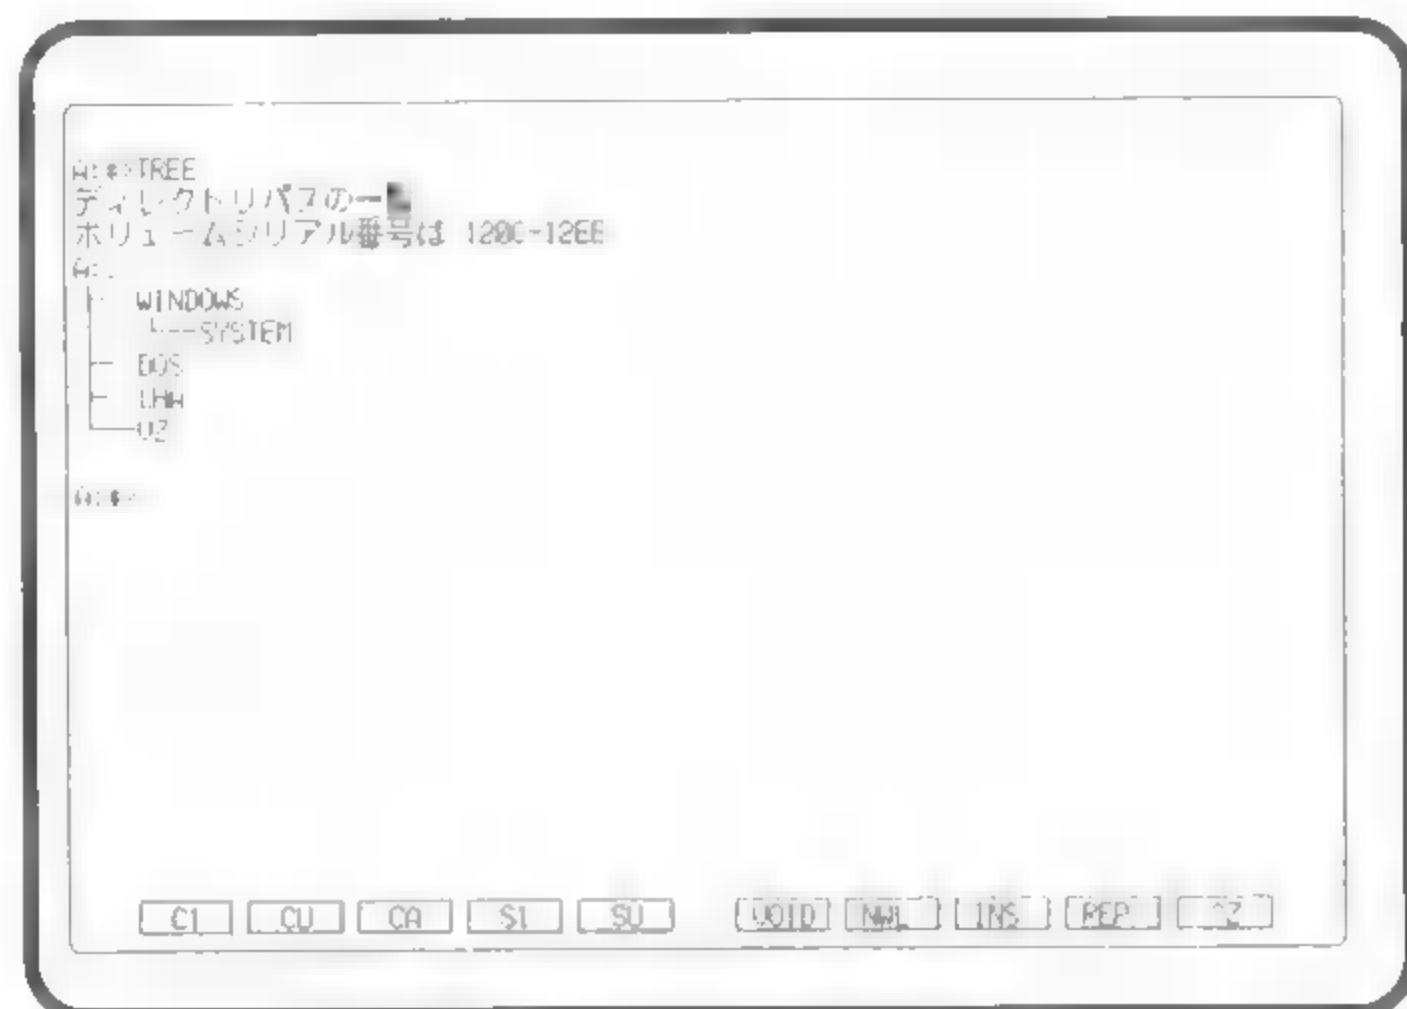 A:¥>TREE
ディレクトリパスの一
ボリュームシリアル番号は 120C-12EE
A:.
WINDOWS
SYSTEM
DOS
UZ
A:¥>
C1 CU CA S1 SU VOID NWL INS REP ^Z